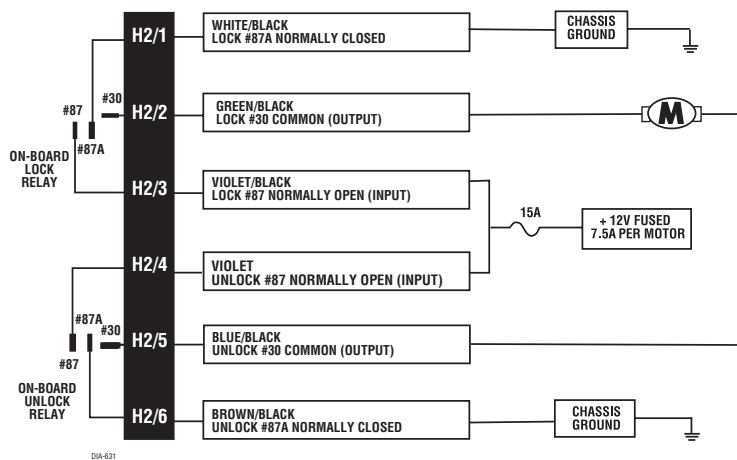 H2/1
WHITE/BLACK
LOCK #87A NORMALLY CLOSED
CHASSIS
GROUND
#87
#30
#87A
ON-BOARD
LOCK
RELAY
H2/2
GREEN/BLACK
LOCK #30 COMMON (OUTPUT)
M
H2/3
VIOLET/BLACK
LOCK #87 NORMALLY OPEN (INPUT)
15A
+ 12V FUSED
7.5A PER MOTOR
H2/4
VIOLET
UNLOCK #87 NORMALLY OPEN (INPUT)
#87A
#30
#87
ON-BOARD
UNLOCK
RELAY
H2/5
BLUE/BLACK
UNLOCK #30 COMMON (OUTPUT)
H2/6
BROWN/BLACK
UNLOCK #87A NORMALLY CLOSED
CHASSIS
GROUND
DIA-631